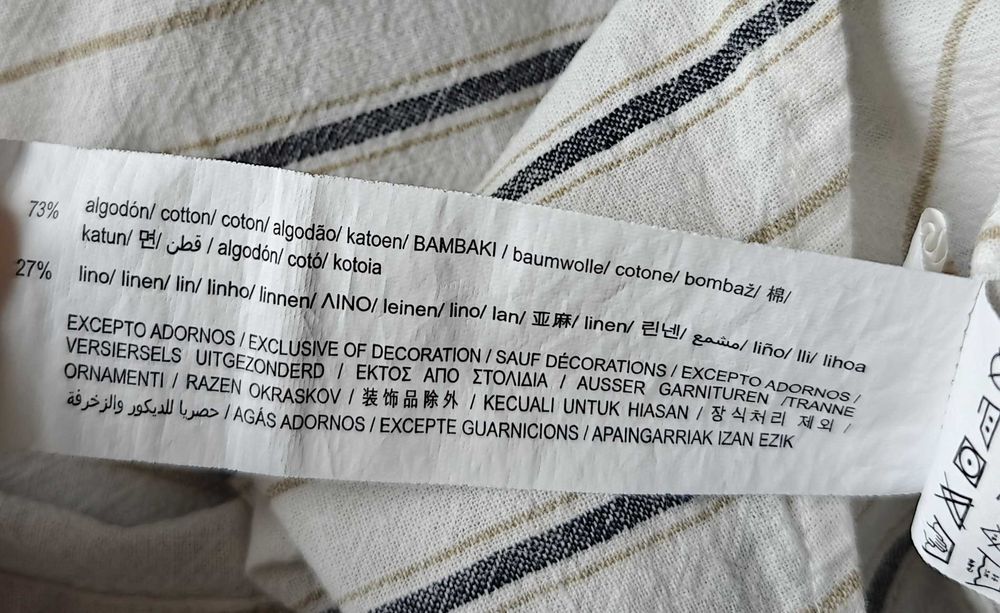 73% algodón/ cotton/ coton/ algodão/ katoen/ BAMBAKI / baumwolle/ cotone/ bombaž/ 棉/
katun/ 면/ قطن / algodón/ cotó/ kotoia
27% lino/ linen/ lin/ linho/ linnen/ ΛΙΝΟ/ leinen/ lino/ lan/ 亚麻/ linen/ 린넨/ مشمع/ liño/ lli/ lihoa
EXCEPTO ADORNOS / EXCLUSIVE OF DECORATION / SAUF DÉCORATIONS / EXCEPTO ADORNOS /
VERSIERSELS UITGEZONDERD / ΕΚΤΟΣ ΑΠΟ ΣΤΟΛΙΔΙΑ / AUSSER GARNITUREN /TRANNE
ORNAMENTI / RAZEN OKRASKOV / 装饰品除外 / KECUALI UNTUK HIASAN / 장식처리 제외 /
حصريا للديكور والزخرفة / AGÁS ADORNOS / EXCEPTE GUARNICIONS / APAINGARRIAK IZAN EZIK